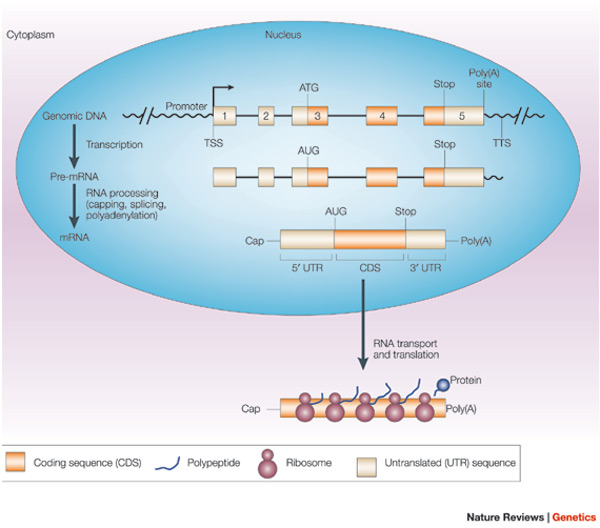 Cytoplasm
Nucleus
Poly(A)
site
ATG
Stop
Promoter
Genomic DNA
1 2 3 4 5
TSS
TTS
Transcription
AUG
Stop
Pre-mRNA
RNA processing
(capping, splicing,
polyadenylation)
AUG
Stop
mRNA
Cap
Poly(A)
5′ UTR
CDS
3′ UTR
RNA transport
and translation
Protein
Cap
Poly(A)
Coding sequence (CDS)
Polypeptide
Ribosome
Untranslated (UTR) sequence
Nature Reviews | Genetics